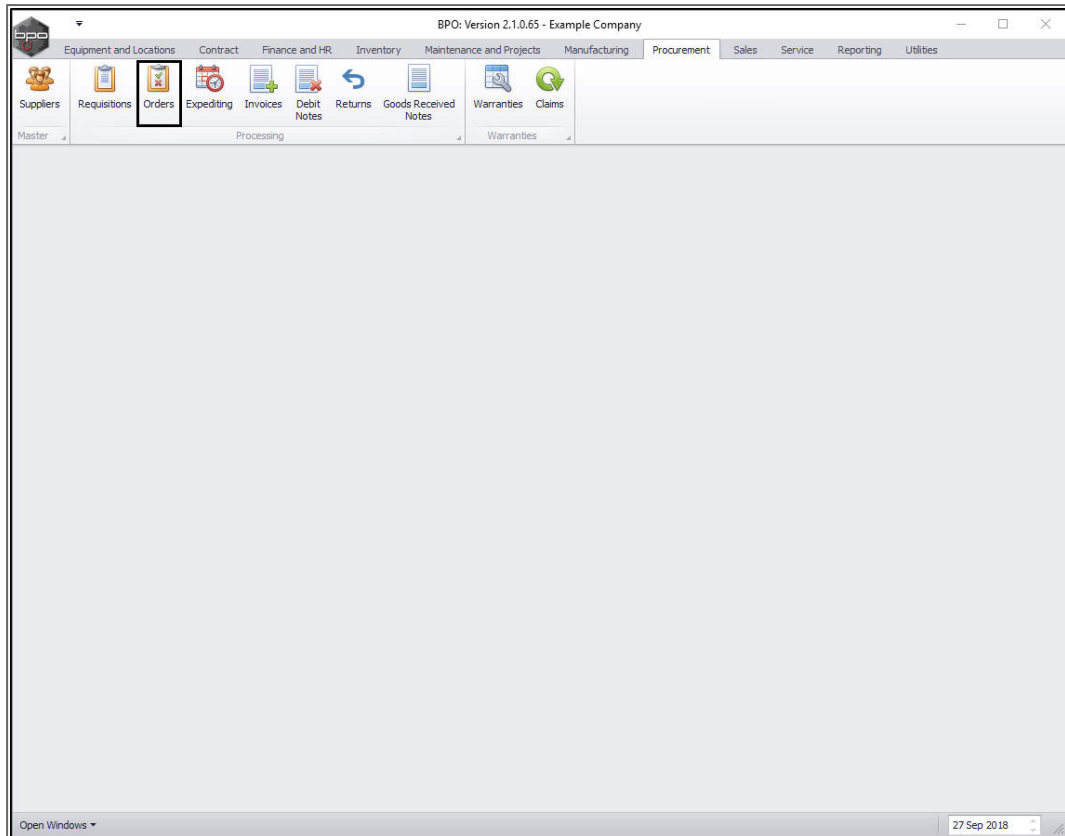 BPO: Version 2.1.0.65 - Example Company
bpo
Equipment and Locations Contract Finance and HR Inventory Maintenance and Projects Manufacturing Procurement Sales Service Reporting Utilities
Suppliers Requisitions Orders Expediting Invoices Debit Notes Returns Goods Received Notes Warranties Claims
Master Processing Warranties
Open Windows 27 Sep 2018